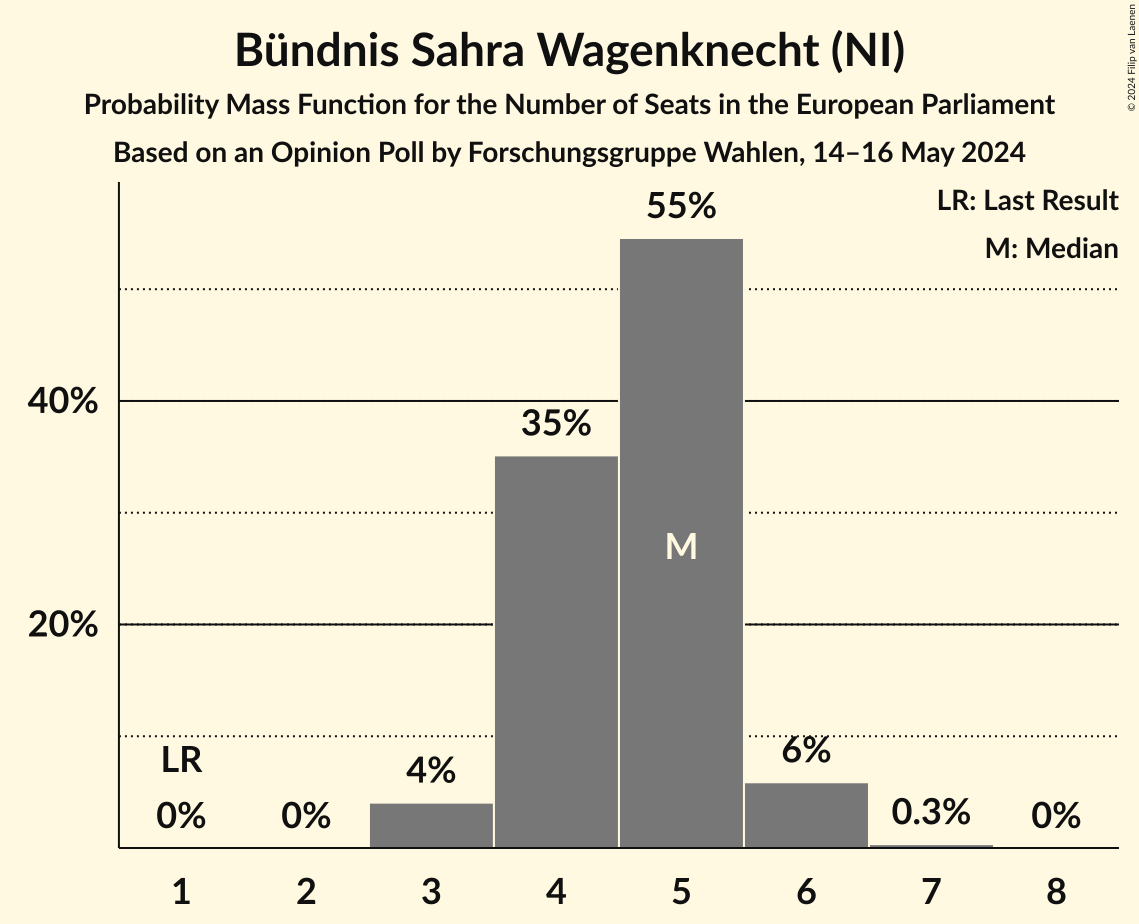 Bündnis Sahra Wagenknecht (NI)
Probability Mass Function for the Number of Seats in the European Parliament
Based on an Opinion Poll by Forschungsgruppe Wahlen, 14–16 May 2024
© 2024 Filip van Laenen
LR: Last Result
M: Median
55%
40%
35%
M
20%
LR
0%
0%
4%
6%
0.3%
0%
1 2 3 4 5 6 7 8